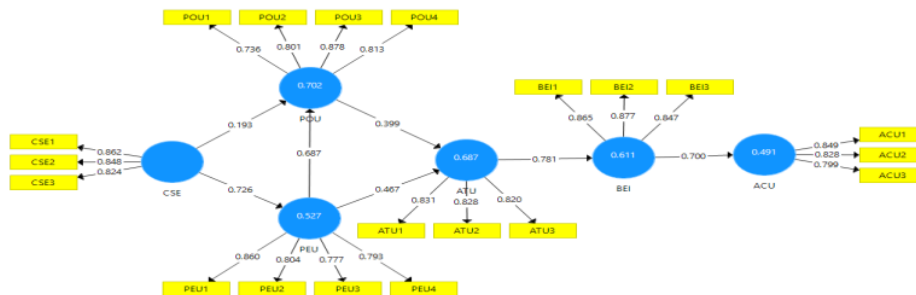 POU1 POU2 POU3 POU4
0.736 0.801 0.878 0.813
0.702
POU
BEI1 BEI2 BEI3
0.865 0.877 0.847
0.193 0.399
CSE1
CSE2
CSE3
0.862
0.848
0.824
CSE
0.687
0.687
ATU
0.781
0.611
BEI
0.700
0.491
ACU
0.849
0.828
0.799
ACU1
ACU2
ACU3
0.726 0.467
0.527
PEU
0.831 0.828 0.820
ATU1 ATU2 ATU3
0.860 0.804 0.777 0.793
PEU1 PEU2 PEU3 PEU4